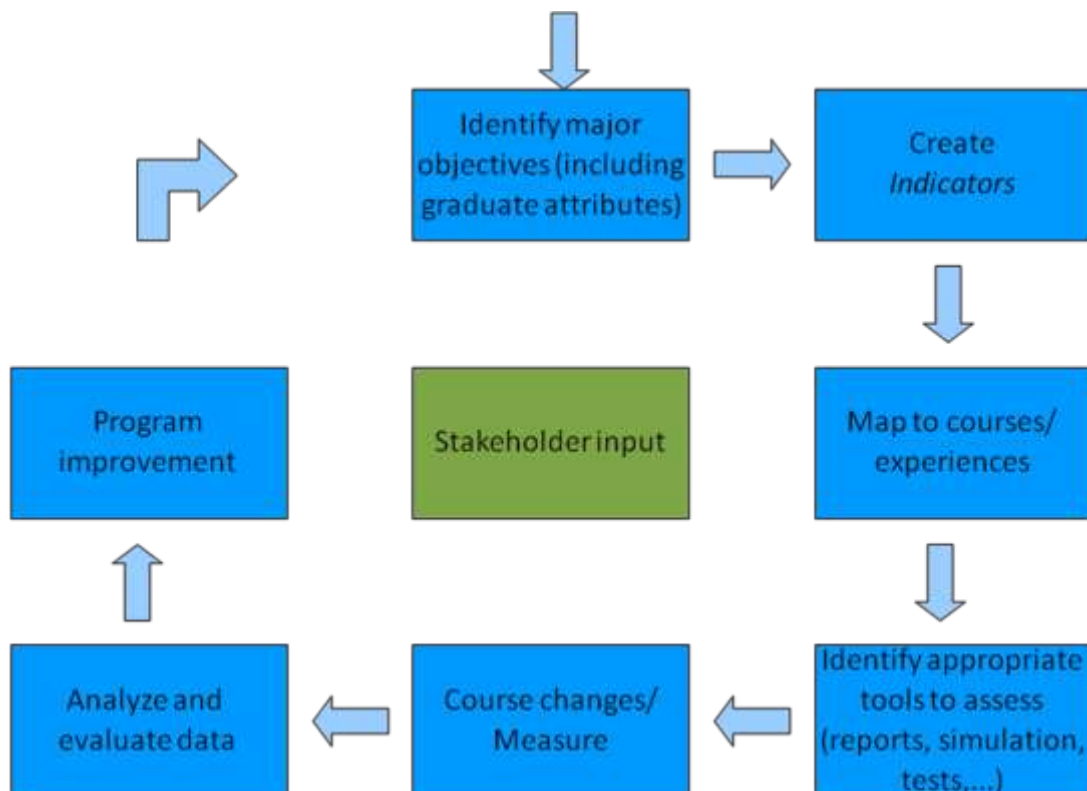 Identify major
objectives (including
graduate attributes)
Create
Indicators
Program
improvement
Stakeholder input
Map to courses/
experiences
Analyze and
evaluate data
Course changes/
Measure
Identify appropriate
tools to assess
(reports, simulation,
tests,...)